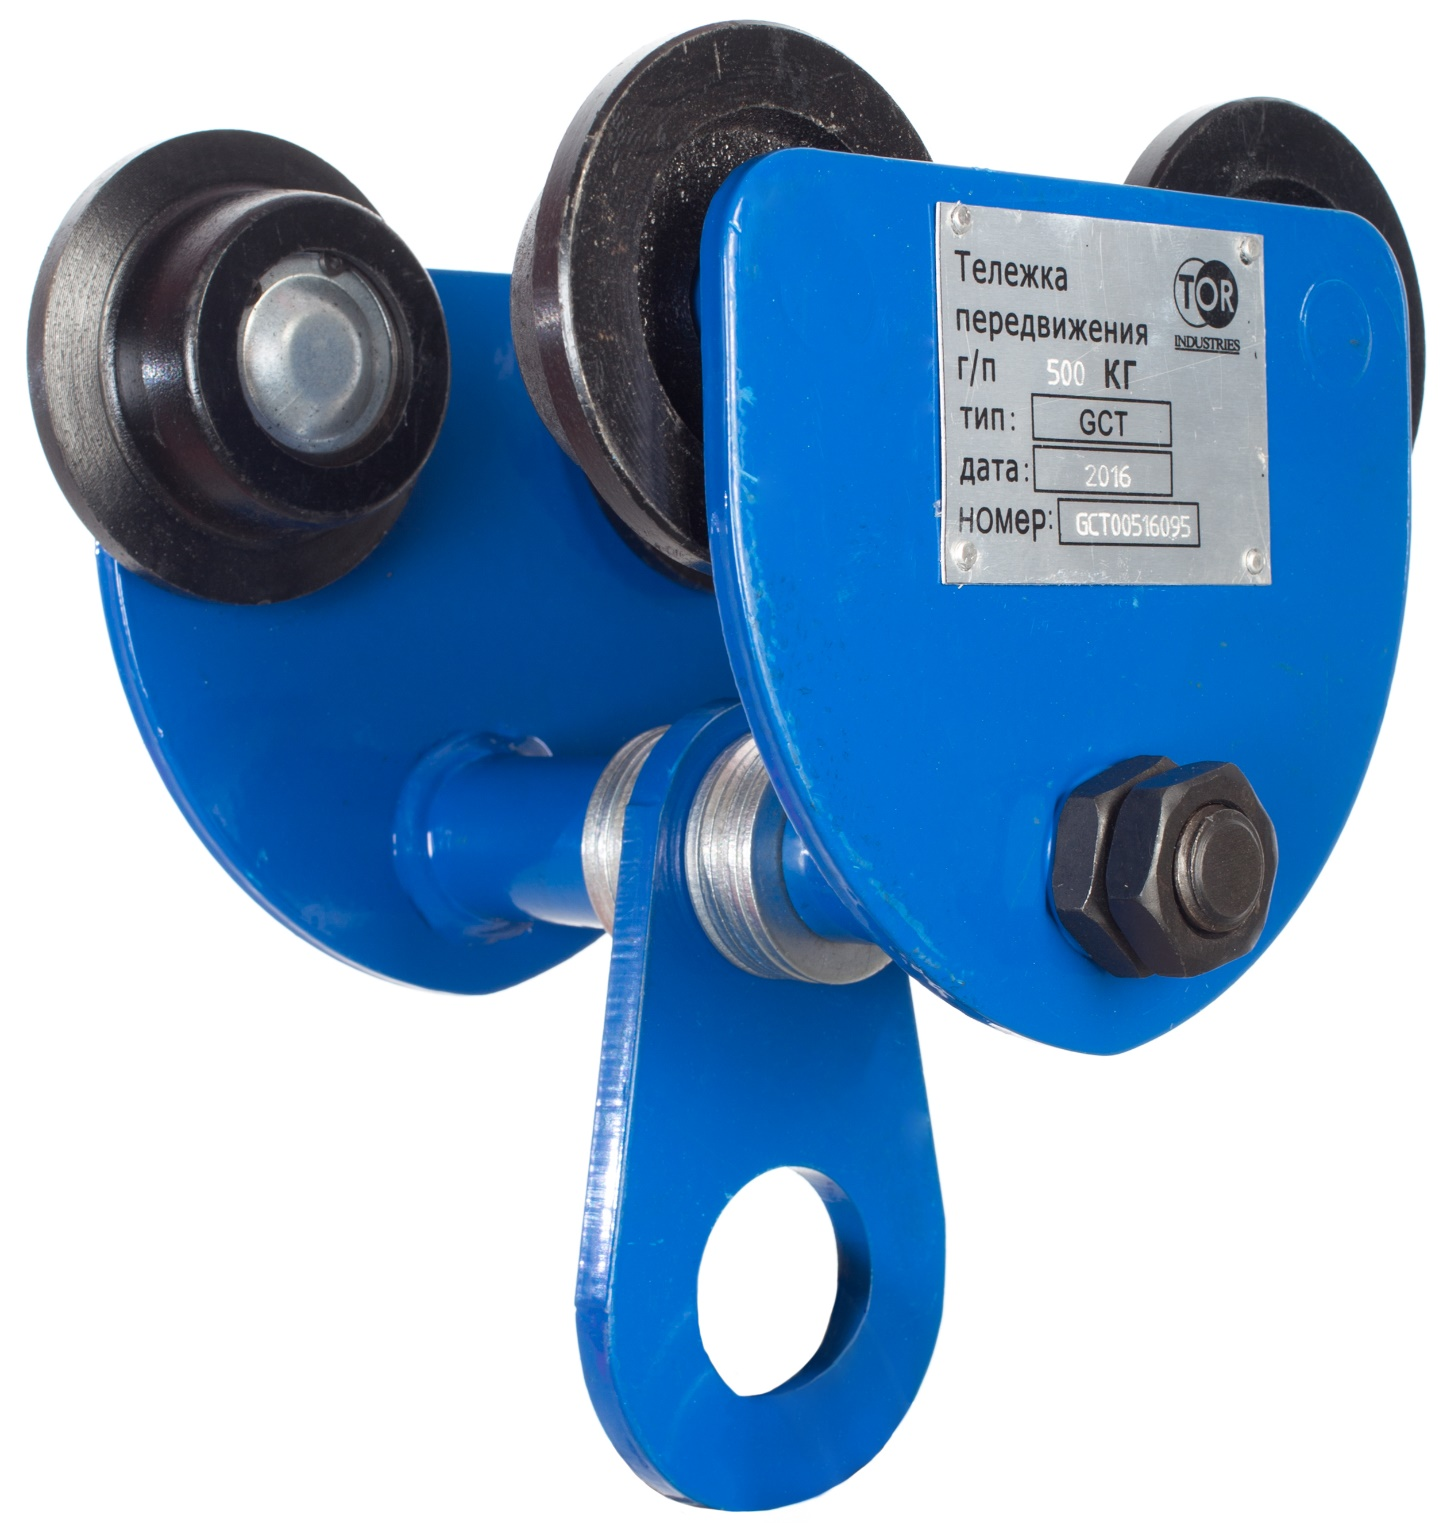 Тележка
передвижения
г/п 500 КГ
тип: GCT
дата: 2016
номер: GCT00516095
TOR
INDUSTRIES